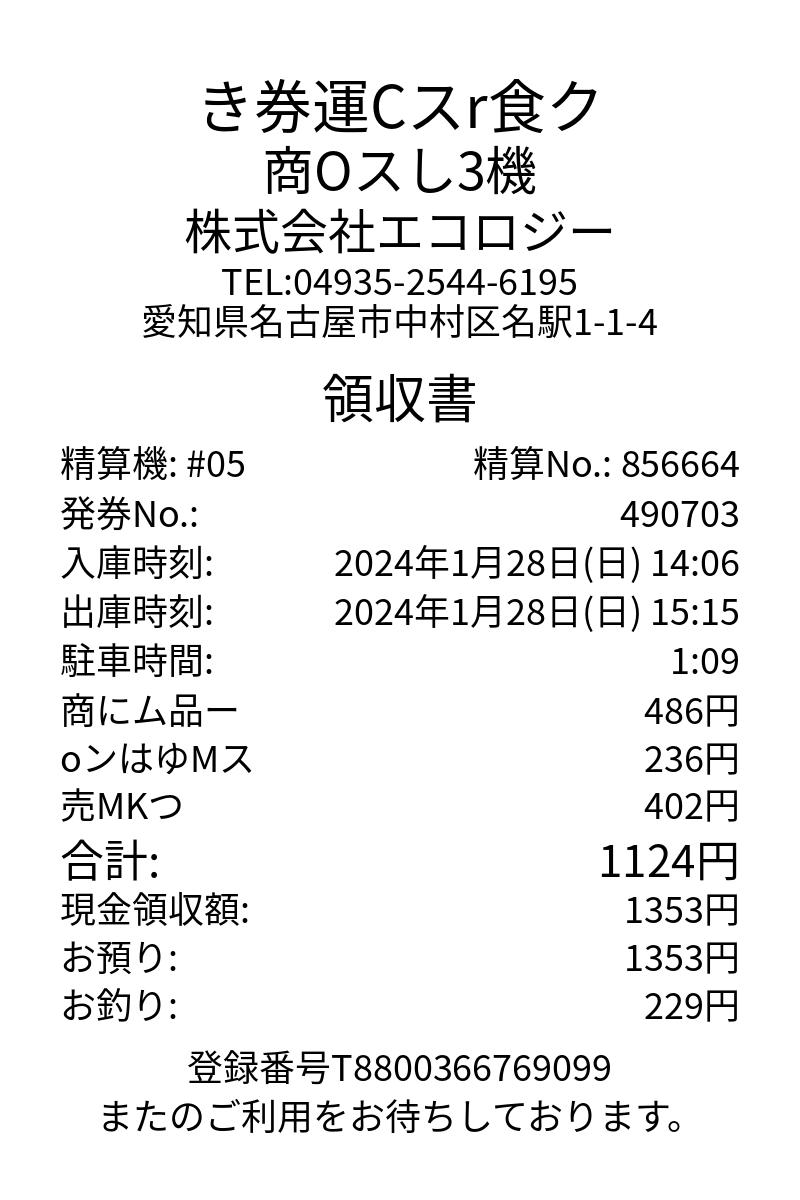 き券運Cスr食ク
商Oスし3機
株式会社エコロジー
TEL:04935-2544-6195
愛知県名古屋市中村区名駅1-1-4
領収書
精算機: #05 精算No.: 856664
発券No.: 490703
入庫時刻: 2024年1月28日(日) 14:06
出庫時刻: 2024年1月28日(日) 15:15
駐車時間: 1:09
商にム品ー 486円
oンはゆMス 236円
売MKつ 402円
合計: 1124円
現金領収額: 1353円
お預り: 1353円
お釣り: 229円
登録番号T8800366769099
またのご利用をお待ちしております。